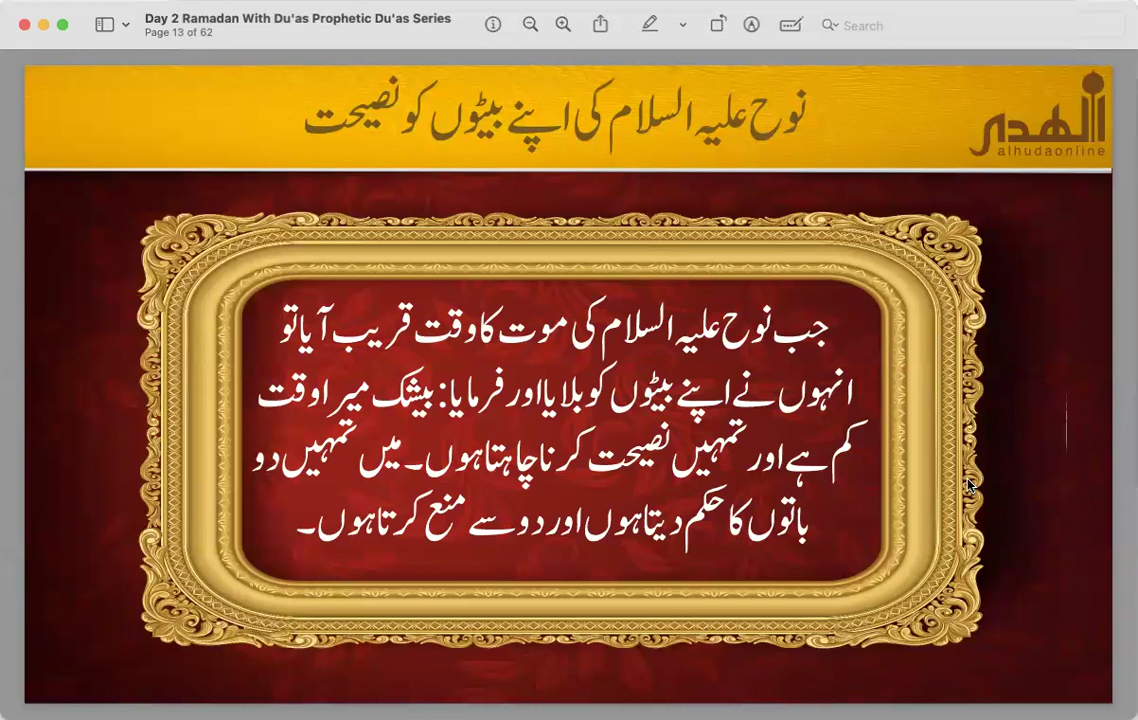 Day 2 Ramadan With Du'as Prophetic Du'as Series
Page 13 of 62
Search
نوح علیہ السلام کی اپنے بیٹوں کو نصیحت
الهدى
alhudaonline
جب نوح علیہ السلام کی موت کا وقت قریب آیا تو
انہوں نے اپنے بیٹوں کو بلایا اور فرمایا: بیشک میرا وقت
کم ہے اور تمہیں نصیحت کرنا چاہتا ہوں۔ میں تمہیں دو
باتوں کا حکم دیتا ہوں اور دو سے منع کرتا ہوں۔